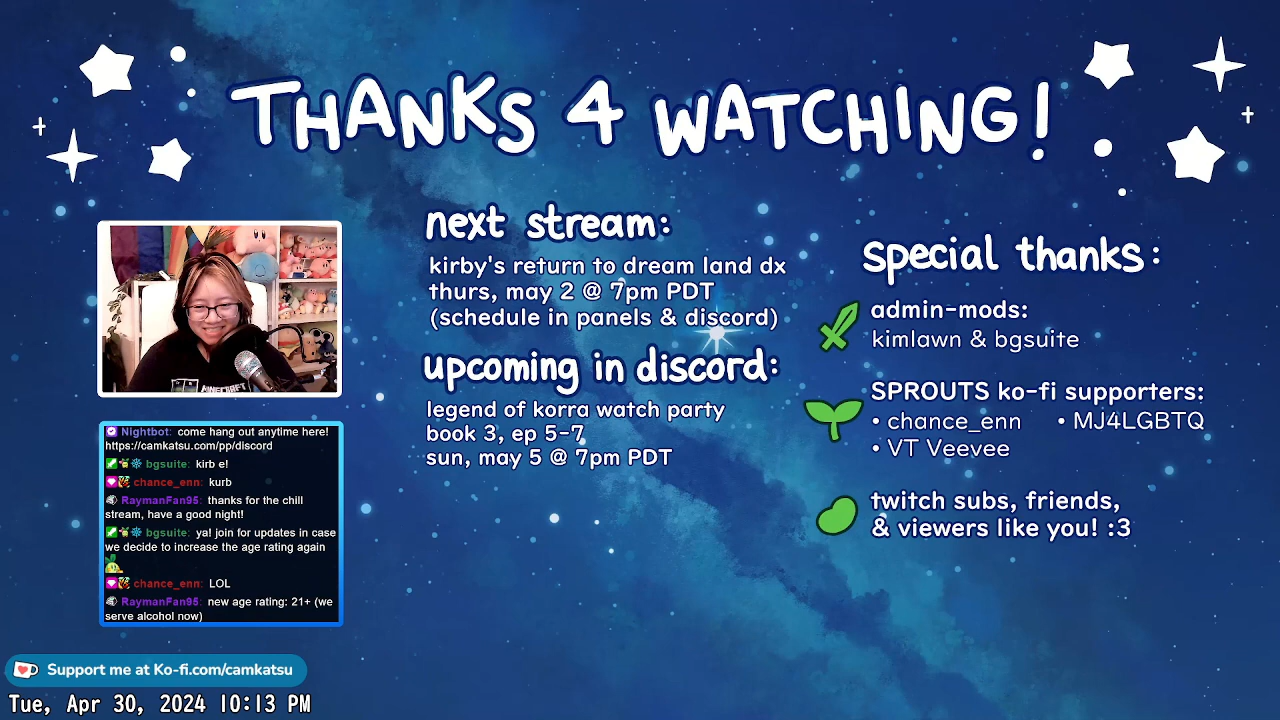 THANKS 4 WATCHING!
next stream:
kirby's return to dream land dx
thurs, may 2 @ 7pm PDT
(schedule in panels & discord)
upcoming in discord:
legend of korra watch party
book 3, ep 5-7
sun, may 5 @ 7pm PDT
special thanks:
admin-mods:
kimlawn & bgsuite
SPROUTS ko-fi supporters:
• chance_enn • MJ4LGBTQ
• VT Veevee
twitch subs, friends,
& viewers like you! :3
MINECRAFT
Nightbot: come hang out anytime here!
https://camkatsu.com/pp/discord
bgsuite: kirb e!
chance_enn: kurb
RaymanFan95: thanks for the chill
stream, have a good night!
bgsuite: ya! join for updates in case
we decide to increase the age rating again
chance_enn: LOL
RaymanFan95: new age rating: 21+ (we
serve alcohol now)
Support me at Ko-fi.com/camkatsu
Tue, Apr 30, 2024 10:13 PM